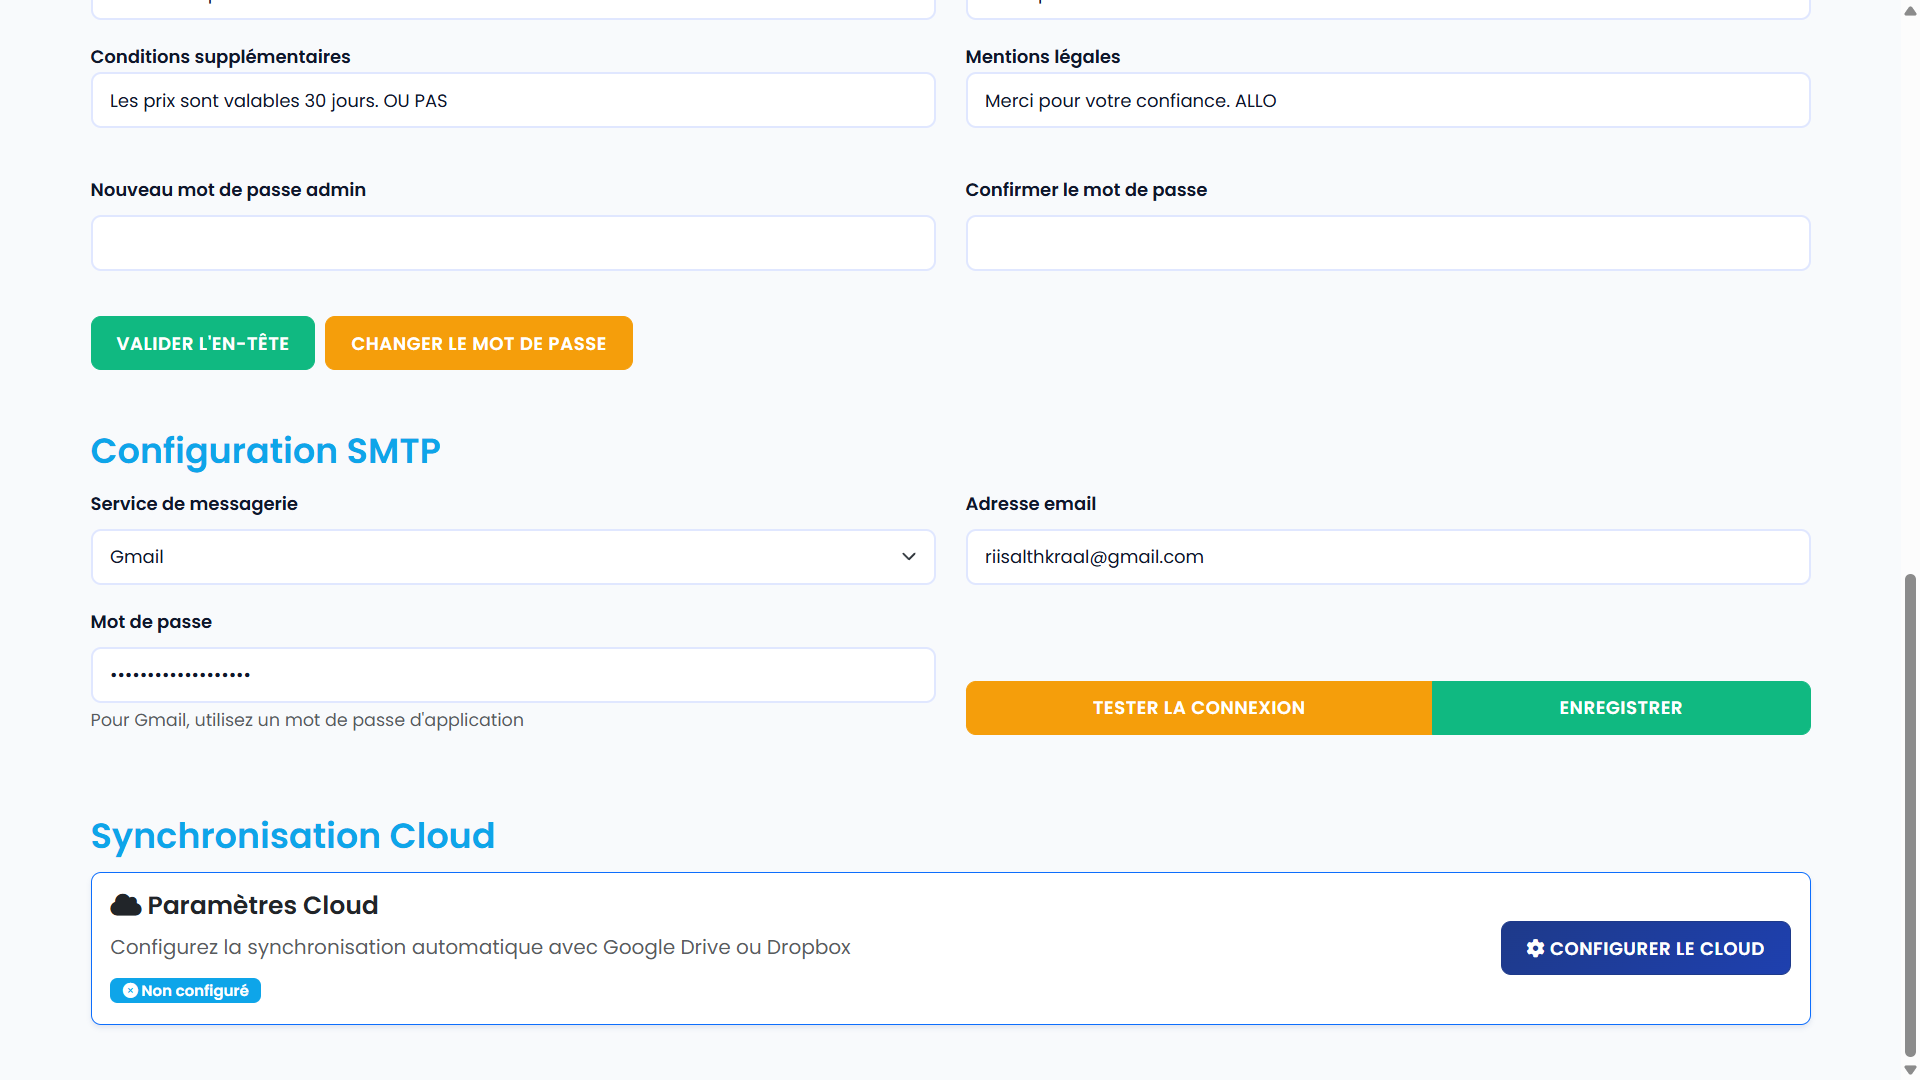 Conditions supplémentaires
Mentions légales
Les prix sont valables 30 jours. OU PAS
Merci pour votre confiance. ALLO
Nouveau mot de passe admin
Confirmer le mot de passe
VALIDER L'EN-TÊTE
CHANGER LE MOT DE PASSE
Configuration SMTP
Service de messagerie
Adresse email
Gmail
riisalthkraal@gmail.com
Mot de passe
•••••••••••••••••••
Pour Gmail, utilisez un mot de passe d'application
TESTER LA CONNEXION
ENREGISTRER
Synchronisation Cloud
Paramètres Cloud
Configurez la synchronisation automatique avec Google Drive ou Dropbox
CONFIGURER LE CLOUD
Non configuré